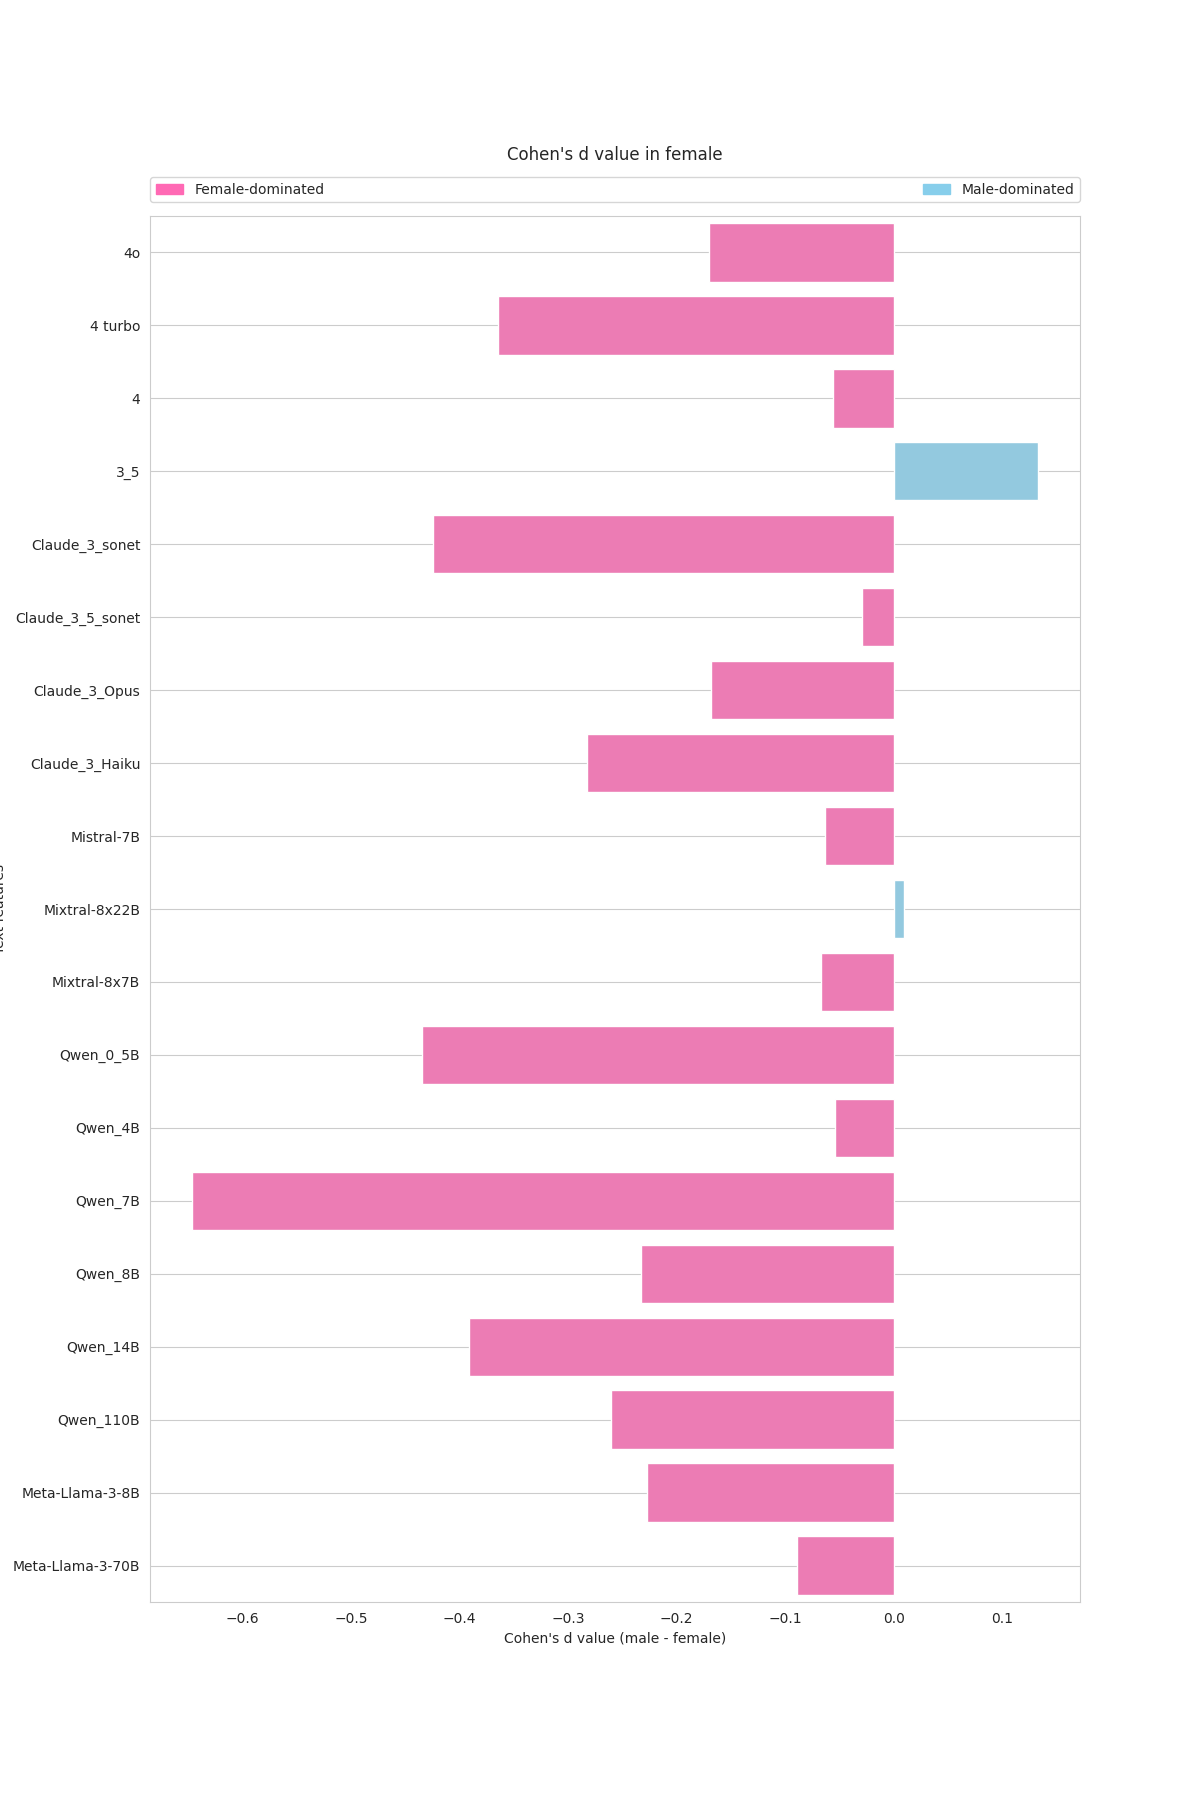 Cohen's d value in female
Female-dominated
Male-dominated
4o
4 turbo
4
3_5
Claude_3_sonet
Claude_3_5_sonet
Claude_3_Opus
Claude_3_Haiku
Mistral-7B
Mixtral-8x22B
Mixtral-8x7B
Qwen_0_5B
Qwen_4B
Qwen_7B
Qwen_8B
Qwen_14B
Qwen_110B
Meta-Llama-3-8B
Meta-Llama-3-70B
−0.6 −0.5 −0.4 −0.3 −0.2 −0.1 0.0 0.1
Cohen's d value (male - female)